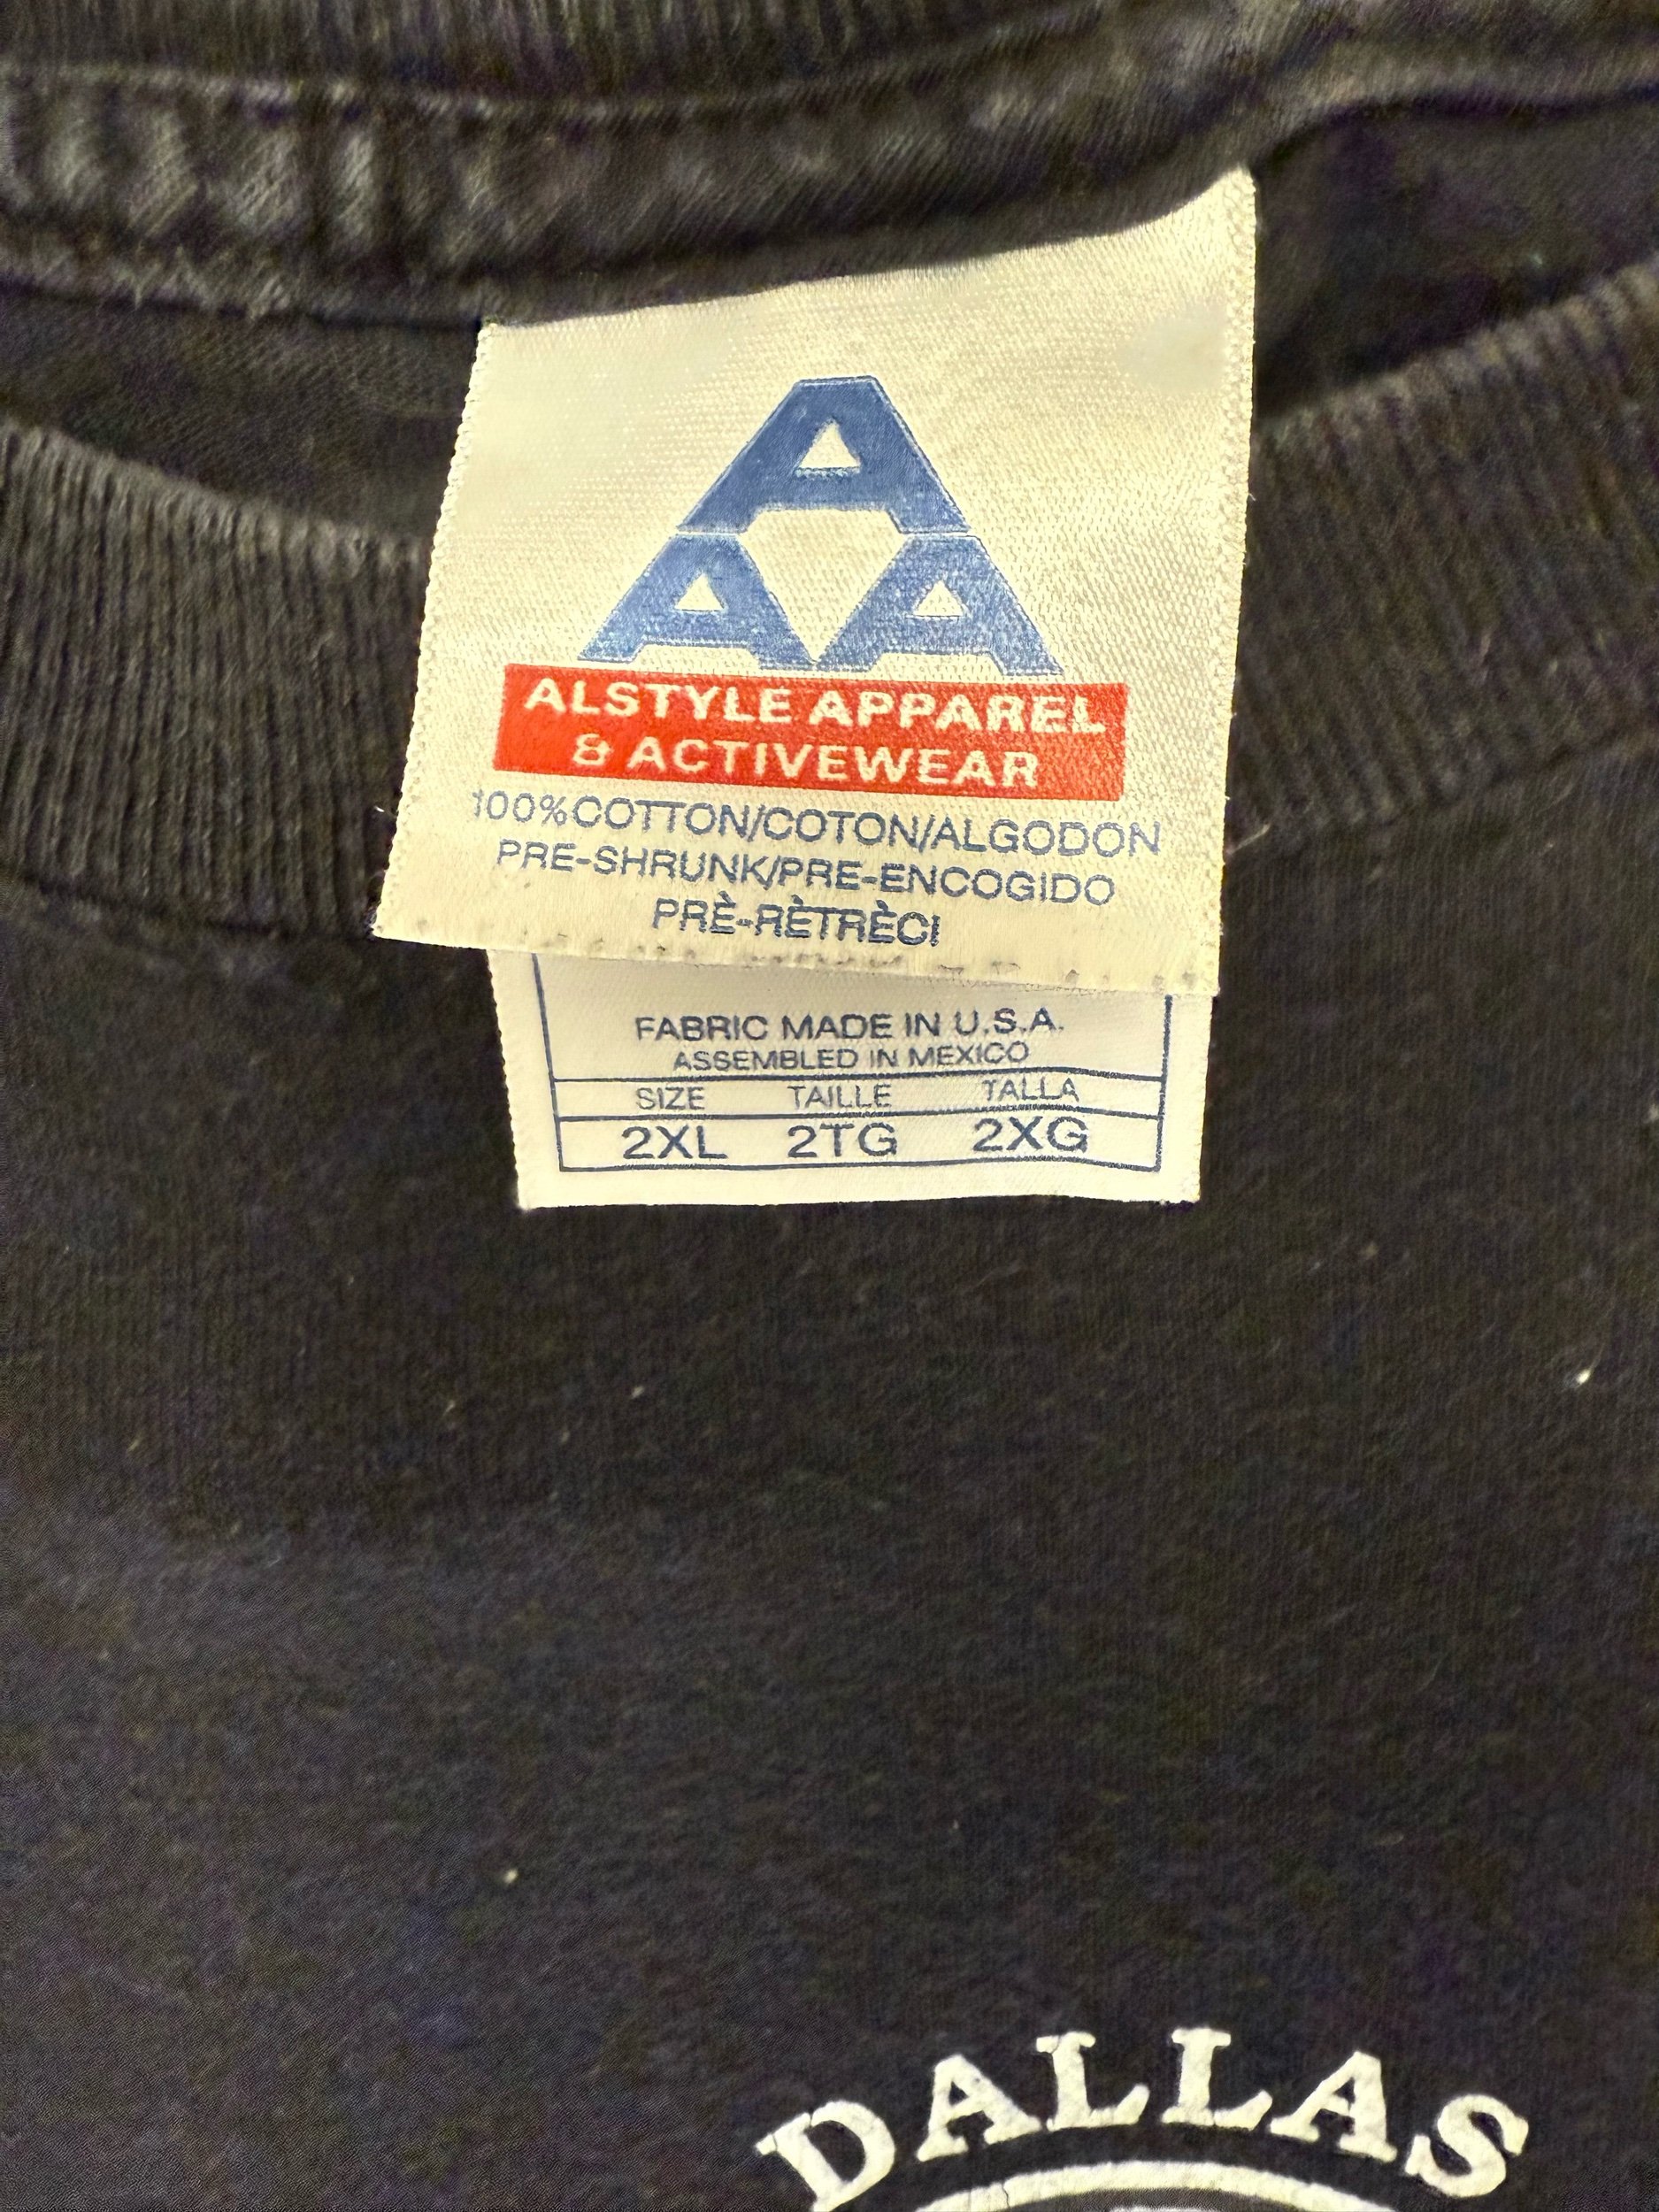 A
AA
ALSTYLE APPAREL
& ACTIVEWEAR
100%COTTON/COTON/ALGODON
PRE-SHRUNK/PRE-ENCOGIDO
PRÈ-RÈTRÈCI
FABRIC MADE IN U.S.A.
ASSEMBLED IN MEXICO
SIZE TAILLE TALLA
2XL 2TG 2XG
DALLAS